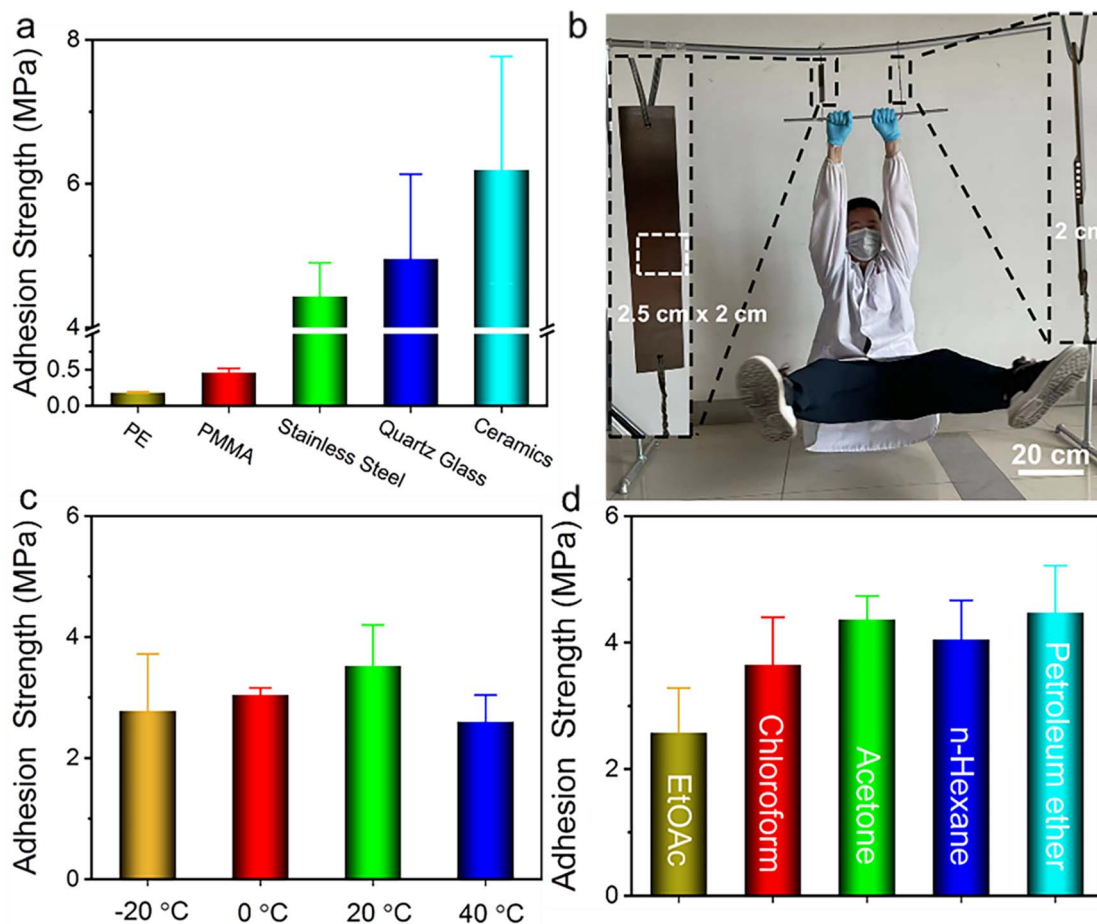 a
Adhesion Strength (MPa)
8
6
4
0.5
0.0
PE
PMMA
Stainless Steel
Quartz Glass
Ceramics
b
2.5 cm x 2 cm
2 cm
20 cm
c
Adhesion Strength (MPa)
6
4
2
0
-20 °C
0 °C
20 °C
40 °C
d
Adhesion Strength (MPa)
6
4
2
0
EtOAc
Chloroform
Acetone
n-Hexane
Petroleum ether